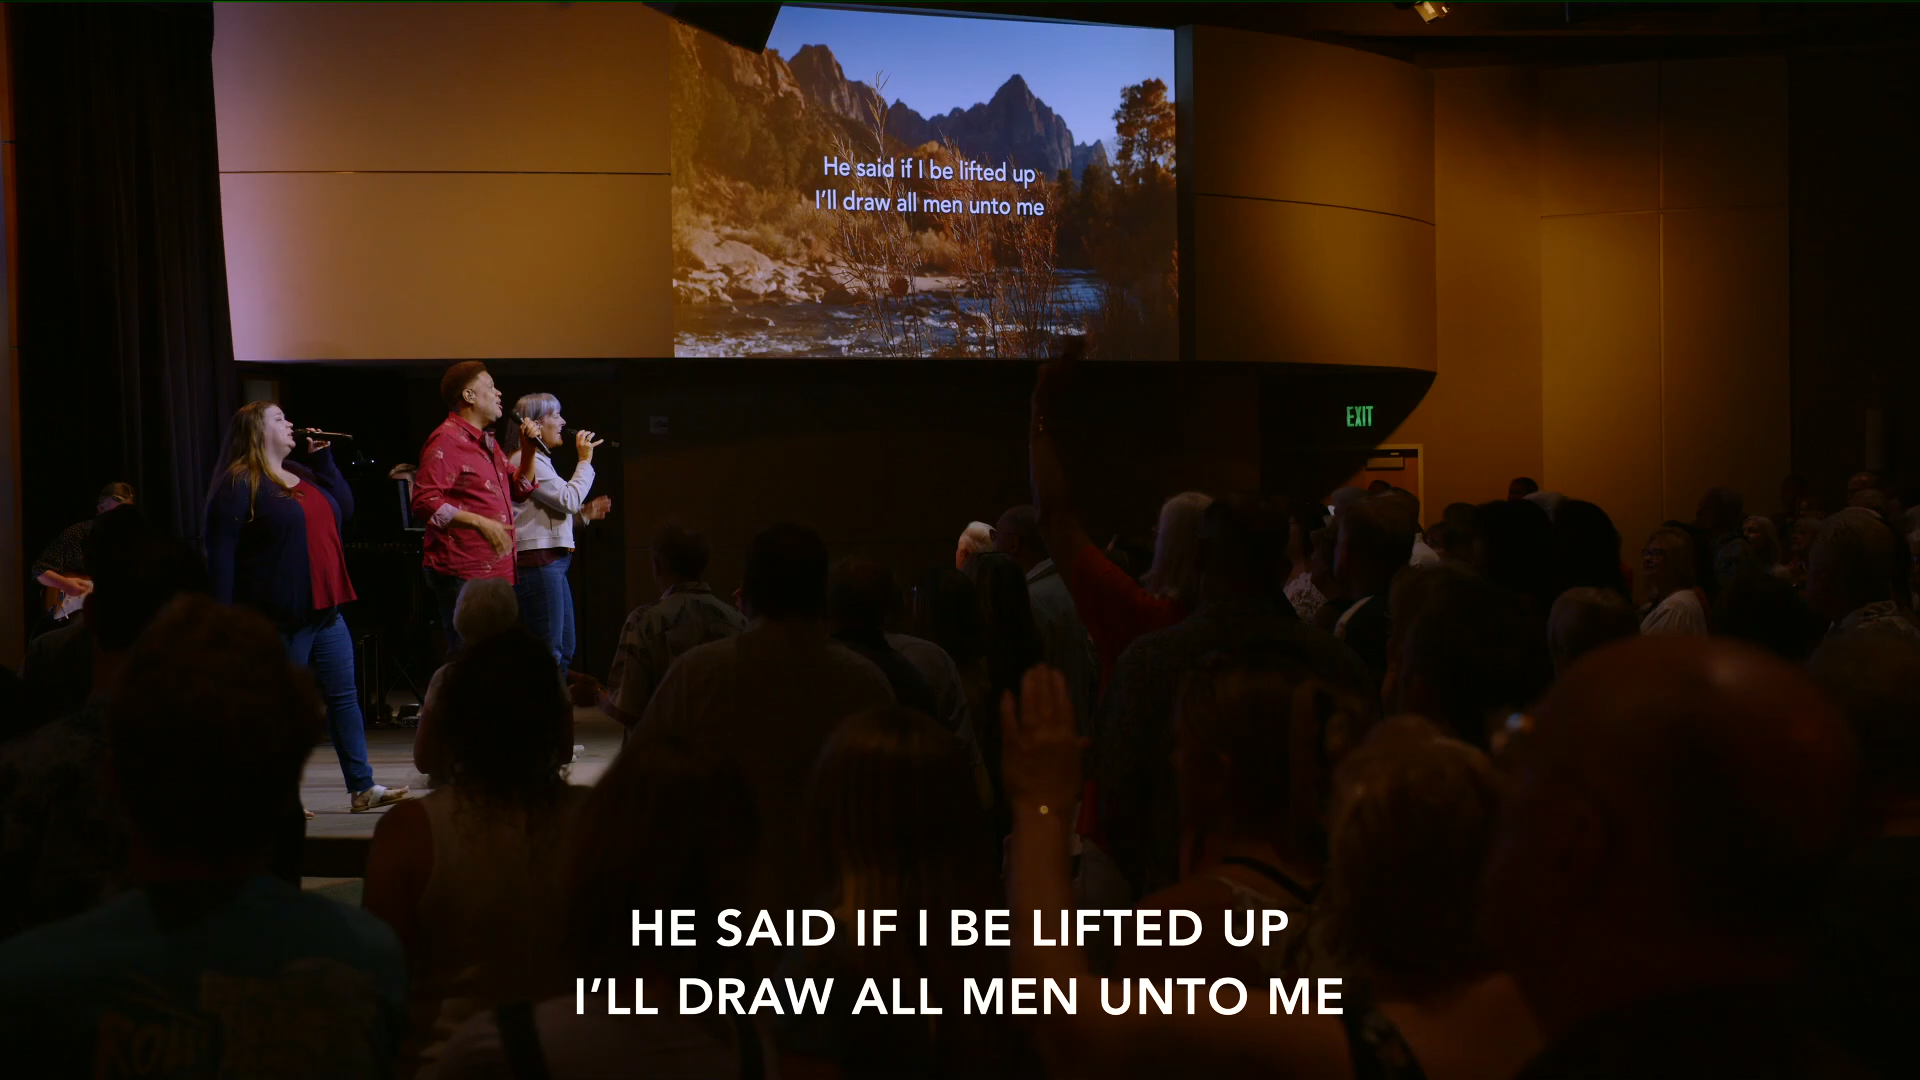 He said if I be lifted up
I'll draw all men unto me
EXIT
HE SAID IF I BE LIFTED UP
I'LL DRAW ALL MEN UNTO ME